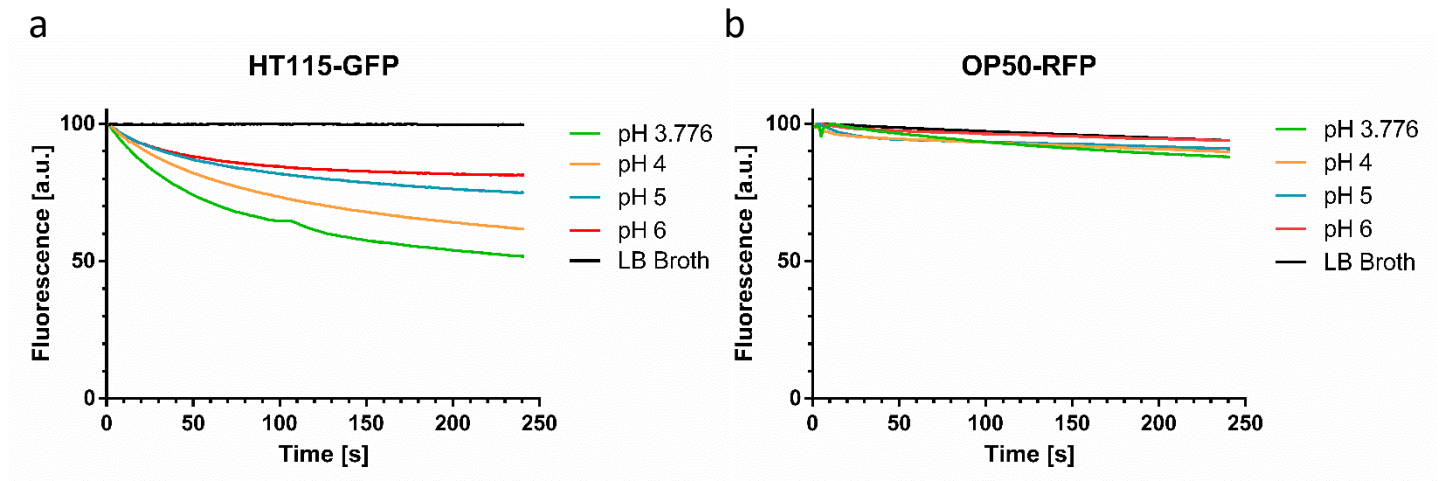 a
HT115-GFP
Fluorescence [a.u.]
100
50
0
0 50 100 150 200 250
Time [s]
pH 3.776
pH 4
pH 5
pH 6
LB Broth
b
OP50-RFP
Fluorescence [a.u.]
100
50
0
0 50 100 150 200 250
Time [s]
pH 3.776
pH 4
pH 5
pH 6
LB Broth